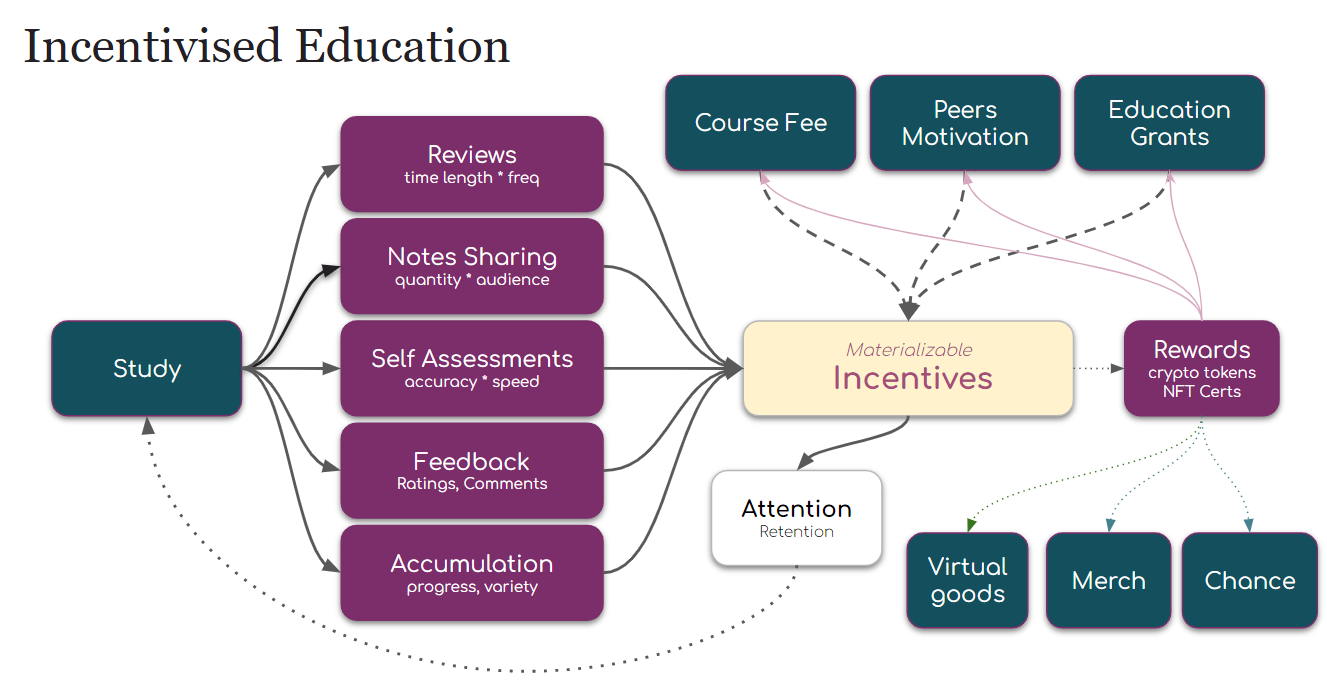 Incentivised Education
Course Fee
Peers
Motivation
Education
Grants
Reviews
time length * freq
Notes Sharing
quantity * audience
Study
Self Assessments
accuracy * speed
Materializable
Incentives
Rewards
crypto tokens
NFT Certs
Feedback
Ratings, Comments
Attention
Retention
Accumulation
progress, variety
Virtual
goods
Merch
Chance